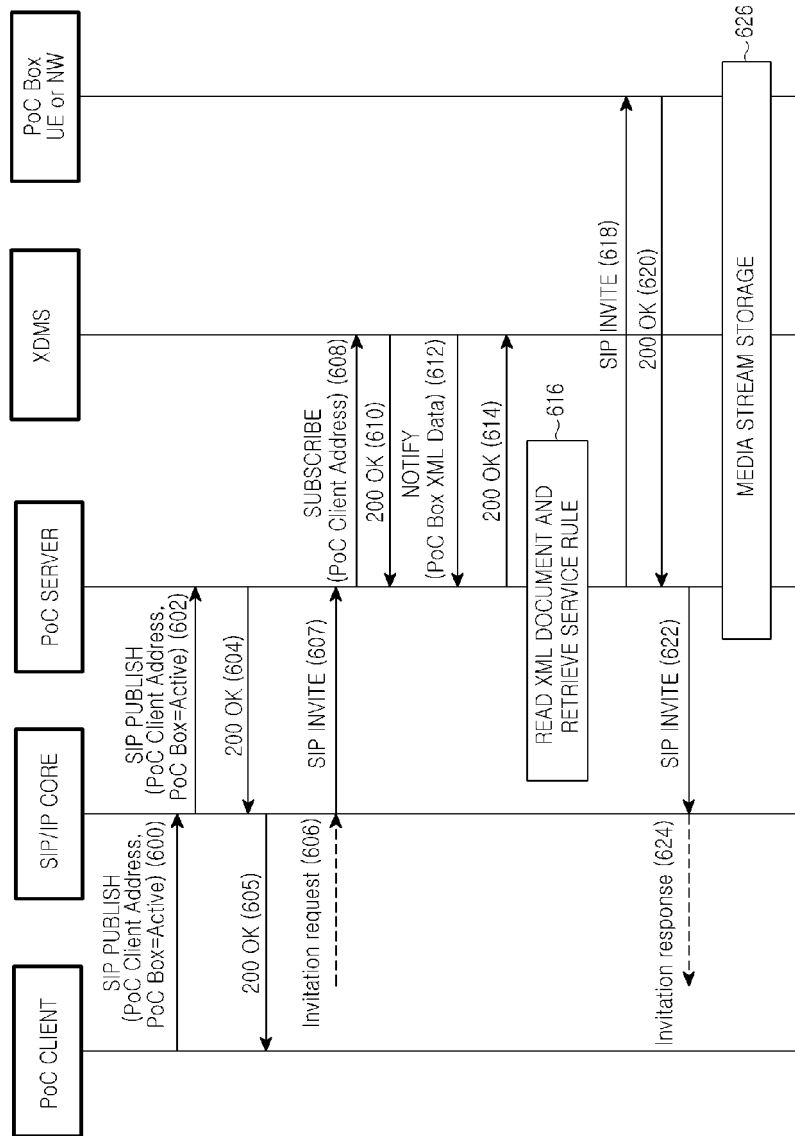 PoC CLIENT
SIP/IP CORE
PoC SERVER
XDMS
PoC Box
UE or NW
SIP PUBLISH
(PoC Client Address,
PoC Box=Active) (600)
SIP PUBLISH
(PoC Client Address,
PoC Box=Active) (602)
200 OK (604)
200 OK (605)
Invitation request (606)
SIP INVITE (607)
SUBSCRIBE
(PoC Client Address) (608)
200 OK (610)
NOTIFY
(PoC Box XML Data) (612)
200 OK (614)
READ XML DOCUMENT AND
RETRIEVE SERVICE RULE
616
SIP INVITE (618)
200 OK (620)
SIP INVITE (622)
Invitation response (624)
MEDIA STREAM STORAGE
626